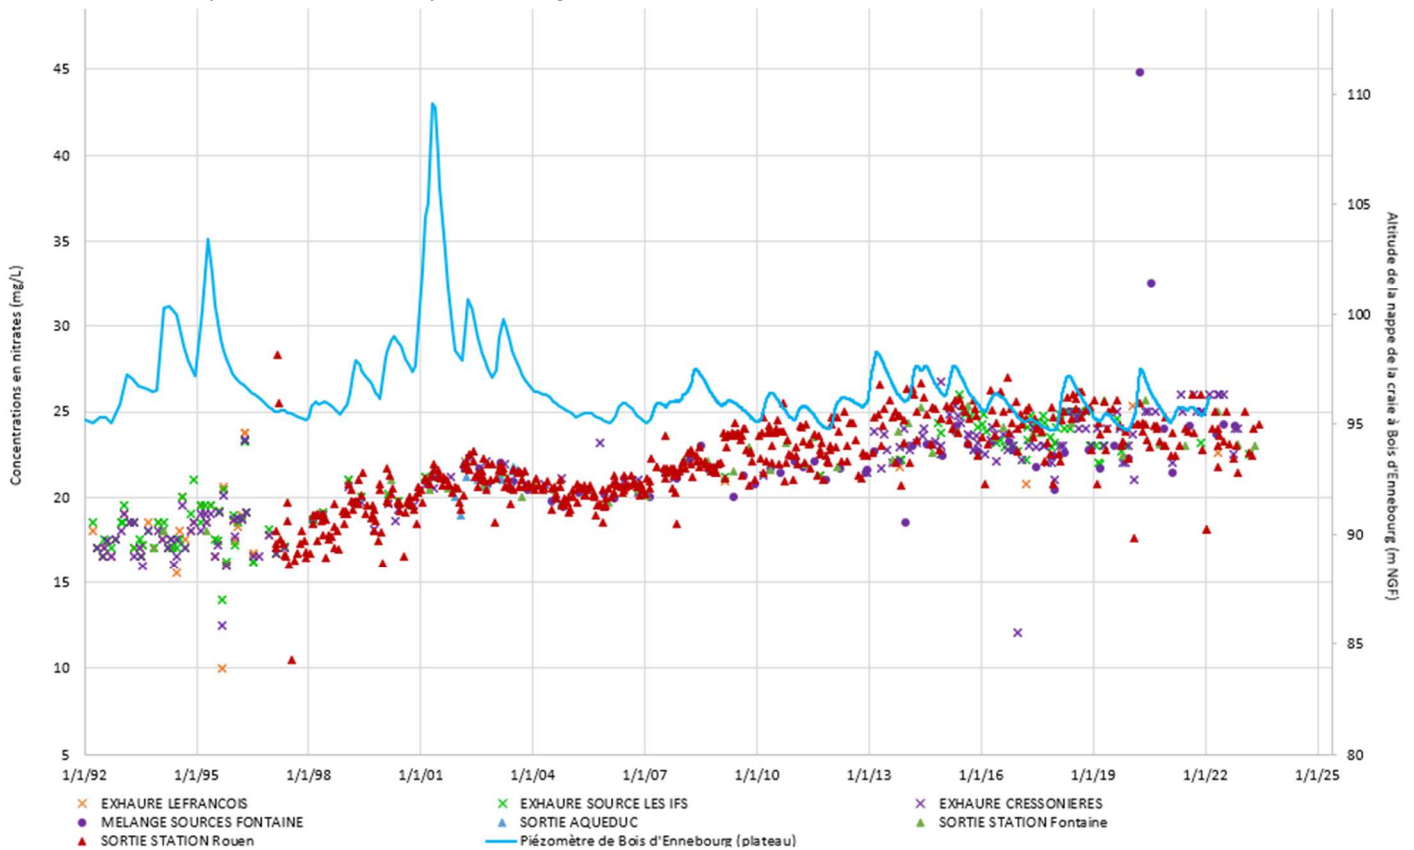 45
40
35
30
25
20
15
10
5
Concentrations en nitrates (mg/L)
110
105
100
95
90
85
80
Altitude de la nappe de la craie à Bois d'Ennebourg (m NGF)
1/1/92 1/1/95 1/1/98 1/1/01 1/1/04 1/1/07 1/1/10 1/1/13 1/1/16 1/1/19 1/1/22 1/1/25
EXHAURE LEFRANCOIS EXHAURE SOURCE LES IFS EXHAURE CRESSONIERES
MELANGE SOURCES FONTAINE SORTIE AQUEDUC SORTIE STATION Fontaine
SORTIE STATION Rouen Piézomètre de Bois d'Ennebourg (plateau)